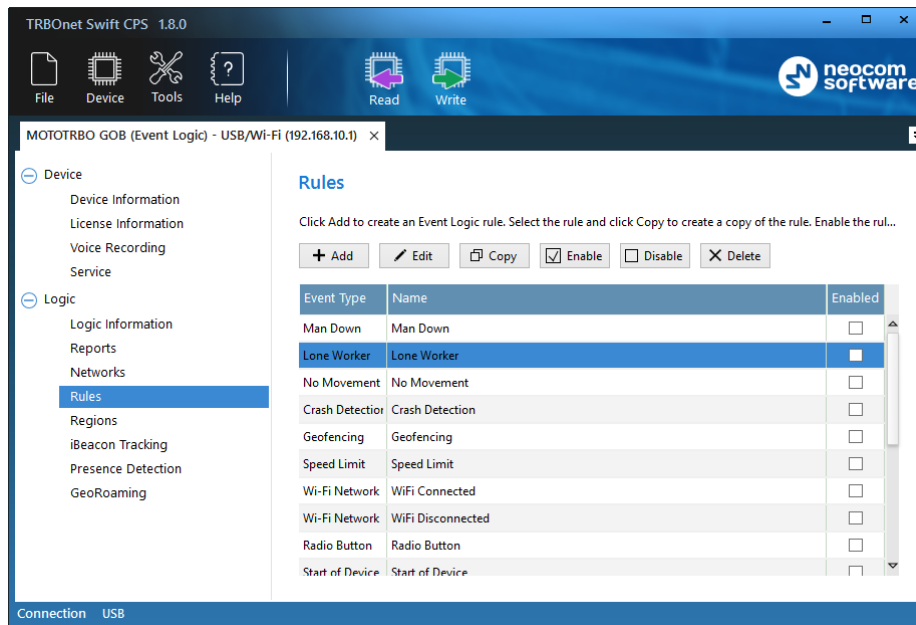 TRBOnet Swift CPS 1.8.0
File Device Tools Help Read Write
neocom
software
MOTOTRBO GOB (Event Logic) - USB/Wi-Fi (192.168.10.1)
Device
Device Information
License Information
Voice Recording
Service
Logic
Logic Information
Reports
Networks
Rules
Regions
iBeacon Tracking
Presence Detection
GeoRoaming
Rules
Click Add to create an Event Logic rule. Select the rule and click Copy to create a copy of the rule. Enable the rul...
Add Edit Copy Enable Disable Delete
Event Type Name Enabled
Man Down Man Down
Lone Worker Lone Worker
No Movement No Movement
Crash Detection Crash Detection
Geofencing Geofencing
Speed Limit Speed Limit
Wi-Fi Network WiFi Connected
Wi-Fi Network WiFi Disconnected
Radio Button Radio Button
Start of Device Start of Device
Connection USB